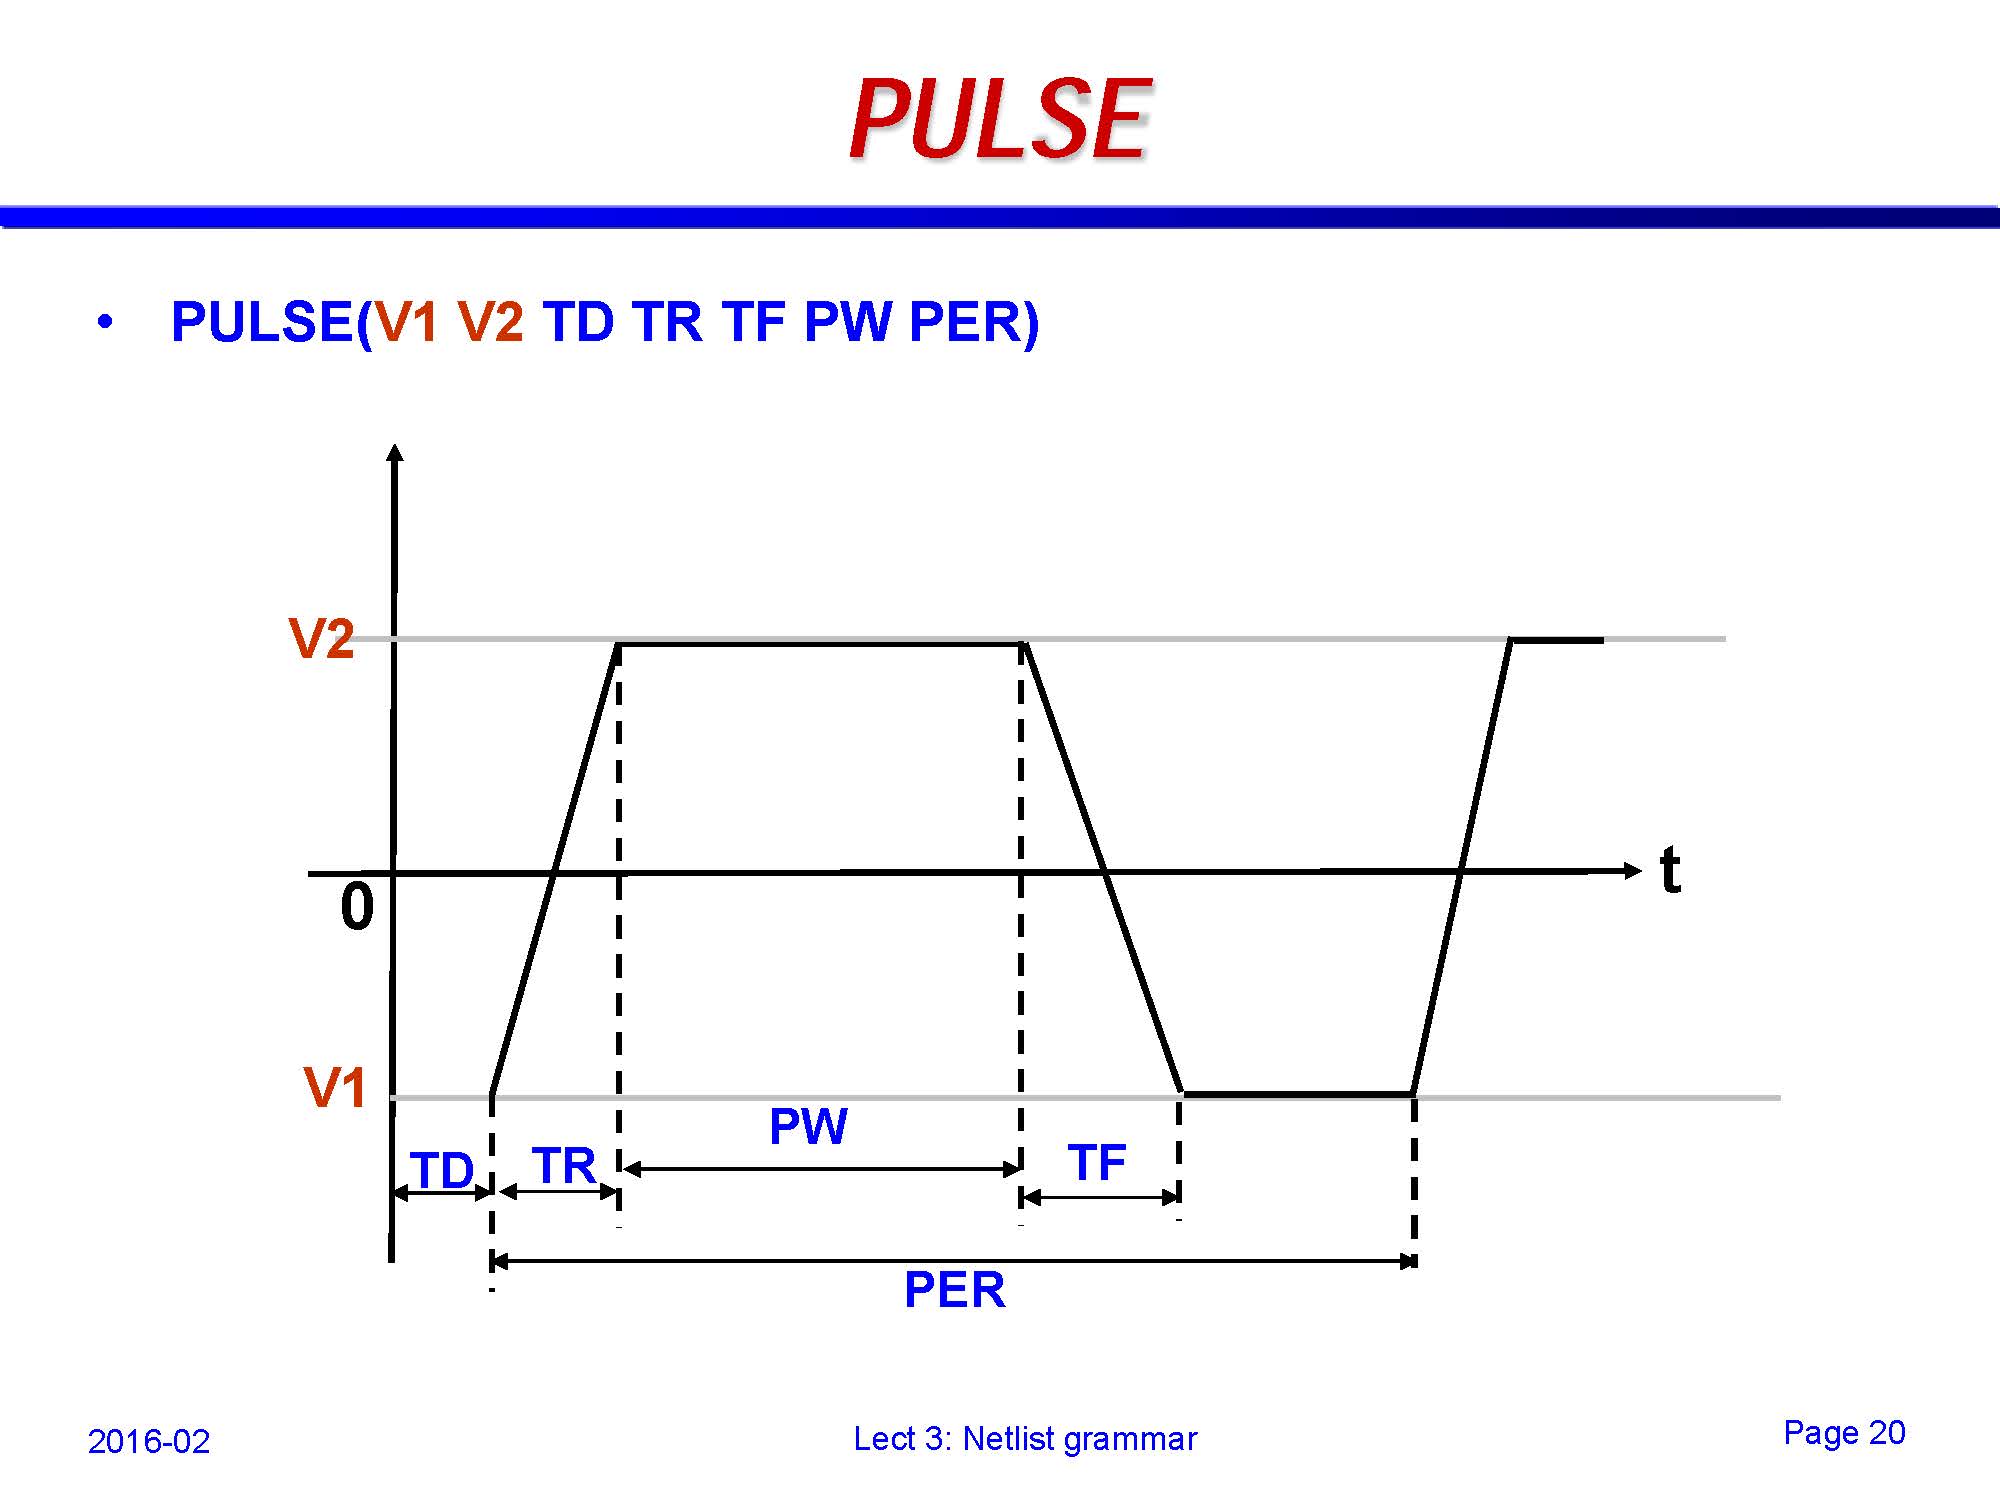 PULSE
• PULSE(V1 V2 TD TR TF PW PER)
V2
t
0
V1
PW
TD
TR
TF
PER
2016-02
Lect 3: Netlist grammar
Page 20